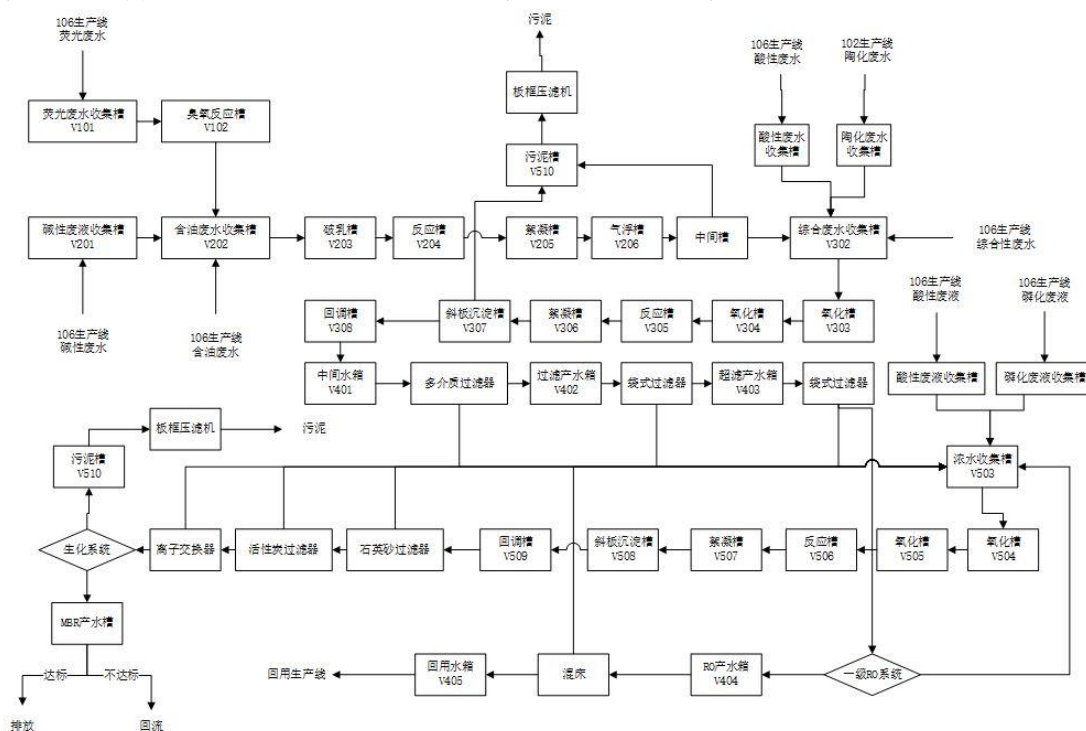 污泥
106生产线
荧光废水
106生产线
酸性废水
102生产线
陶化废水
板框压滤机
荧光废水收集槽
V101
臭氧反应槽
V102
酸性废水
收集槽
陶化废水
收集槽
污泥槽
V510
碱性废液收集槽
V201
含油废水收集槽
V202
破乳槽
V203
反应槽
V204
絮凝槽
V205
气浮槽
V206
中间槽
综合废水收集槽
V302
106生产线
综合性废水
106生产线
碱性废水
106生产线
含油废水
106生产线
酸性废液
106生产线
磷化废液
回调槽
V308
斜板沉淀槽
V307
絮凝槽
V306
反应槽
V305
氧化槽
V304
氧化槽
V303
中间水箱
V401
多介质过滤器
过滤产水箱
V402
袋式过滤器
超滤产水箱
V403
袋式过滤器
酸性废液收集槽
磷化废液收集槽
板框压滤机
污泥
污泥槽
V510
浓水收集槽
V503
生化系统
离子交换器
活性炭过滤器
石英砂过滤器
回调槽
V509
斜板沉淀槽
V508
絮凝槽
V507
反应槽
V506
氧化槽
V505
氧化槽
V504
MBR产水槽
达标
不达标
排放
回流
回用生产线
回用水箱
V405
混床
RO产水箱
V404
一级RO系统